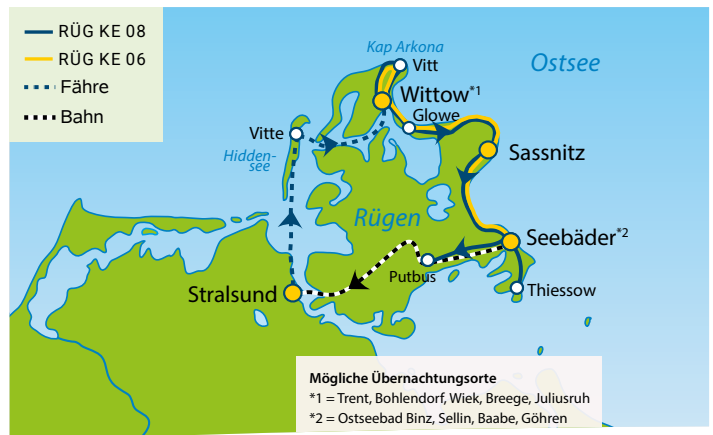 RÜG KE 08
RÜG KE 06
Fähre
Bahn
Kap Arkona
Vitt
Ostsee
Wittow*1
Glowe
Vitte
Hidden-
see
Sassnitz
Rügen
Seebäder*2
Putbus
Stralsund
Thiessow
Mögliche Übernachtungsorte
*1 = Trent, Bohlendorf, Wiek, Breege, Juliusruh
*2 = Ostseebad Binz, Sellin, Baabe, Göhren